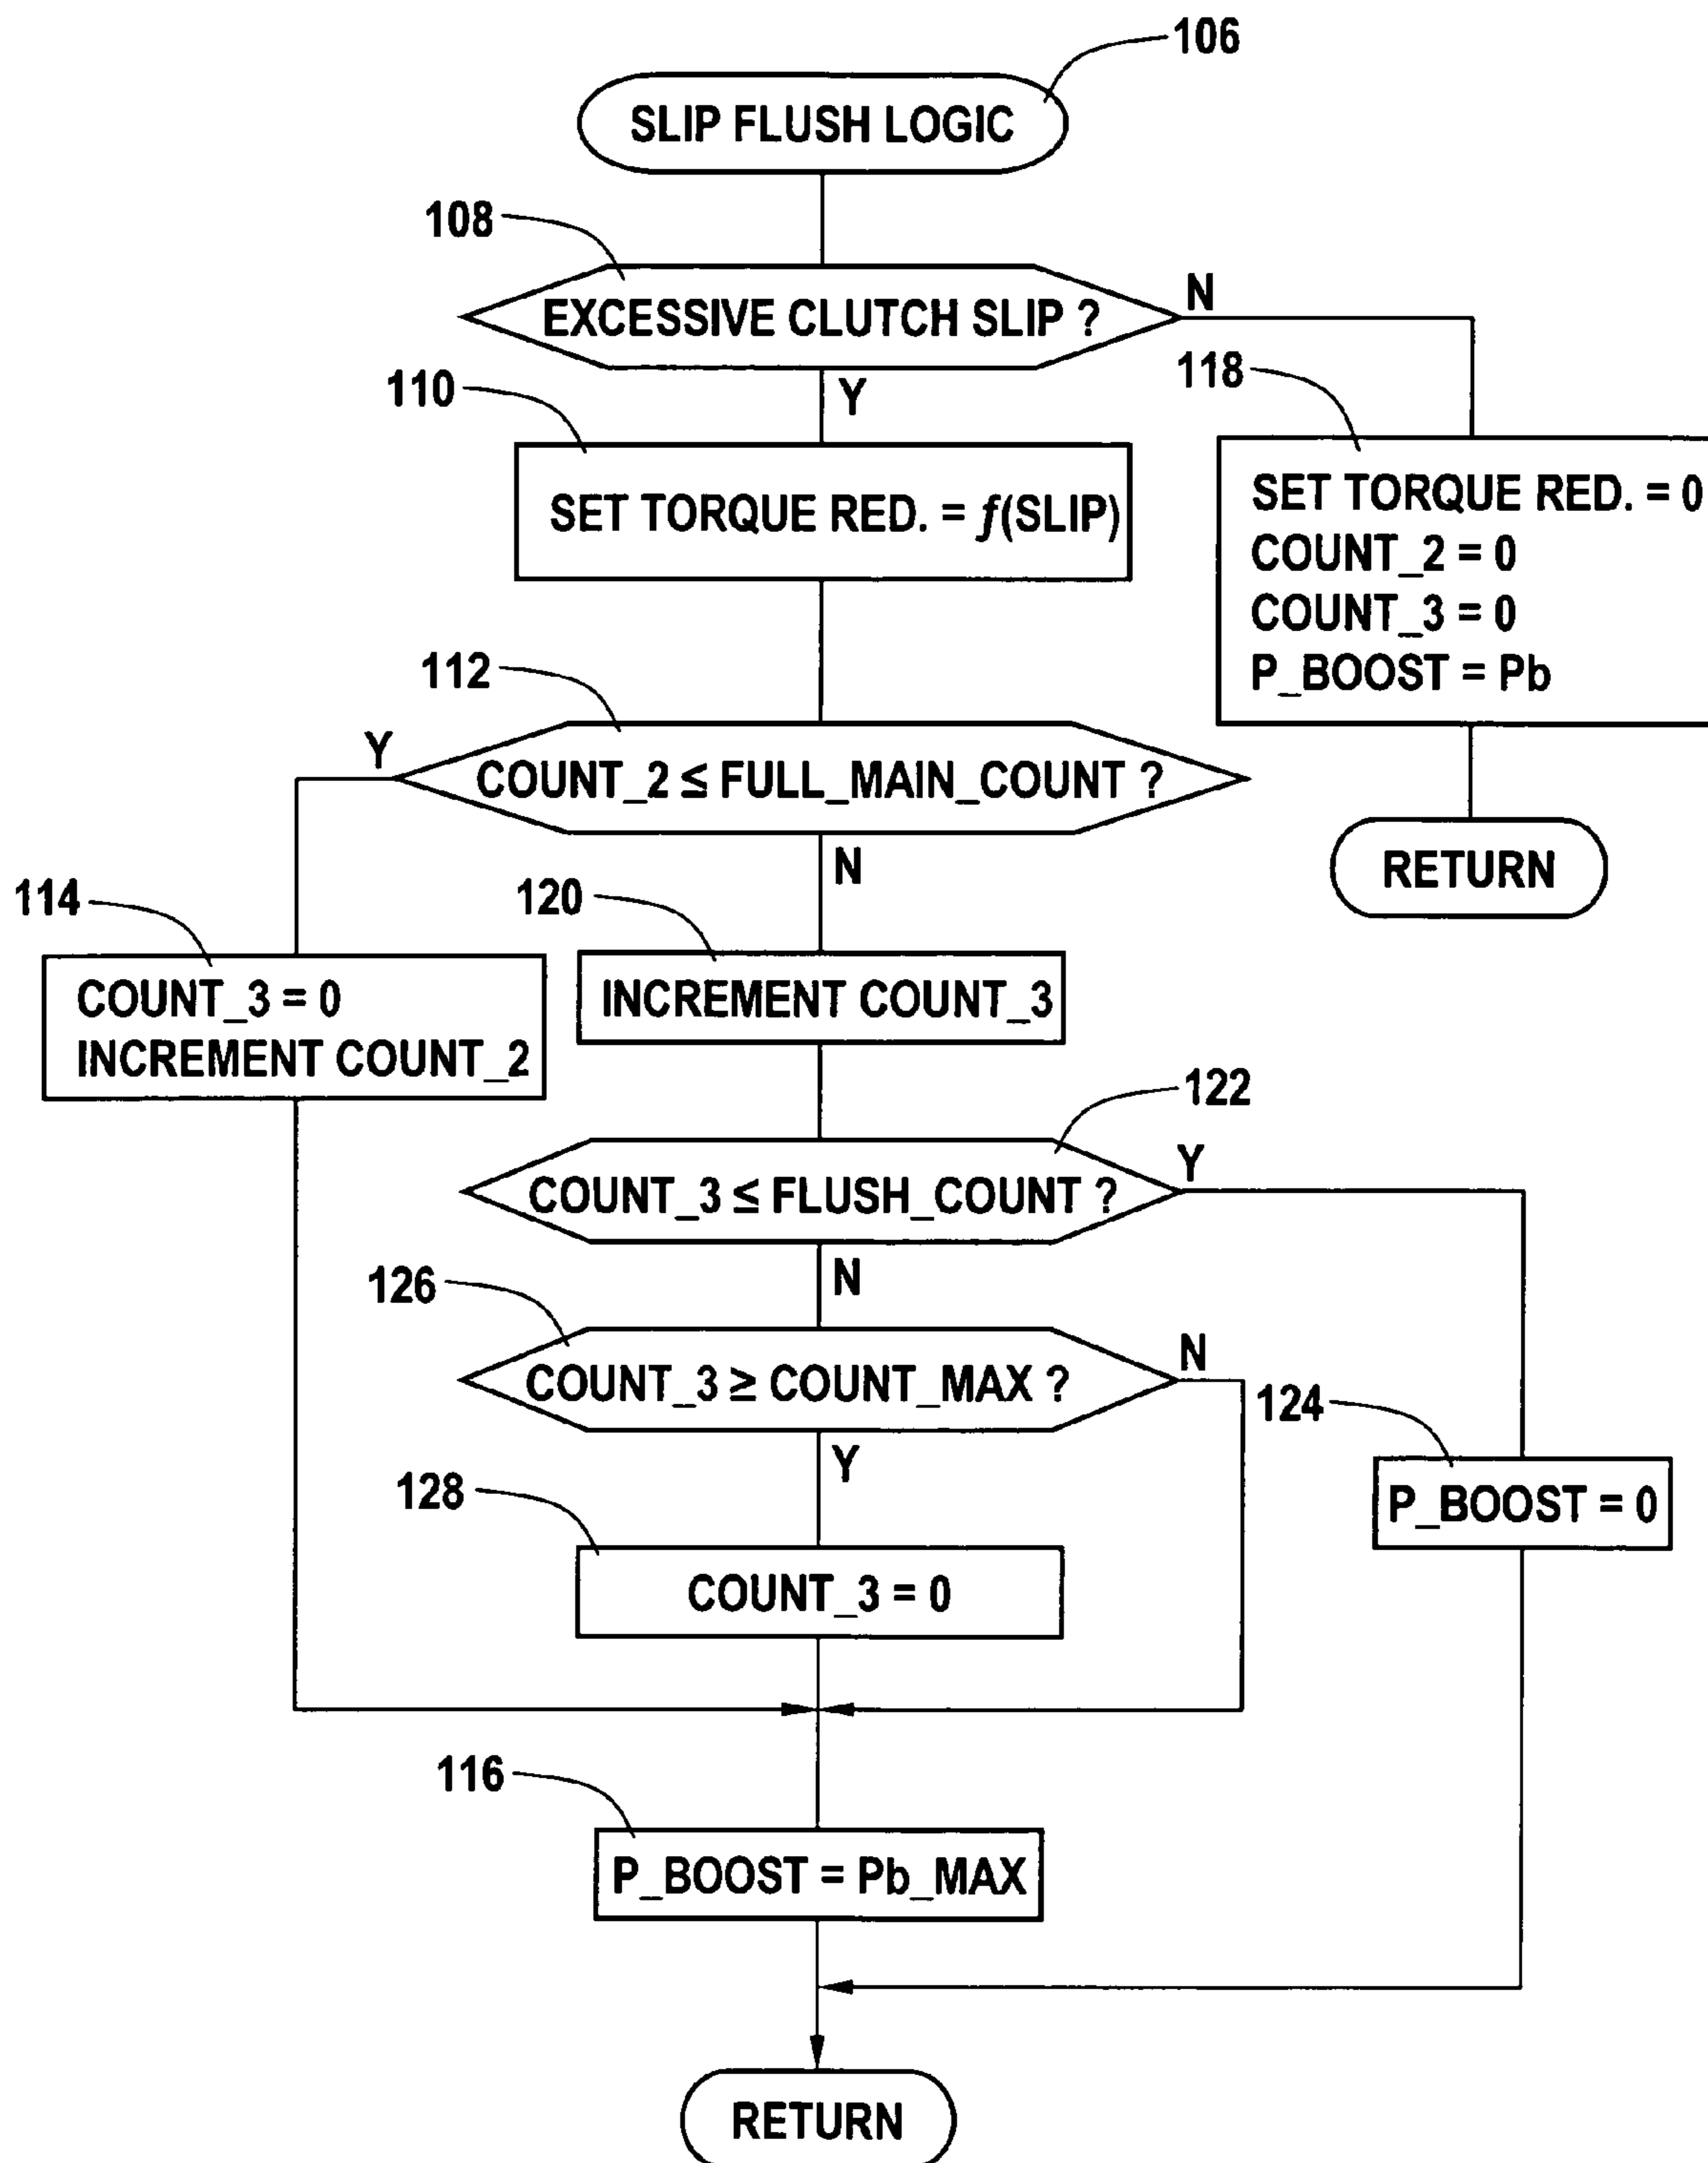 106
SLIP FLUSH LOGIC
108
EXCESSIVE CLUTCH SLIP ?
N
Y
110
SET TORQUE RED. = ƒ(SLIP)
118
SET TORQUE RED. = 0
COUNT_2 = 0
COUNT_3 = 0
P_BOOST = Pb
RETURN
112
COUNT_2 ≤ FULL_MAIN_COUNT ?
Y
N
114
COUNT_3 = 0
INCREMENT COUNT_2
120
INCREMENT COUNT_3
122
COUNT_3 ≤ FLUSH_COUNT ?
Y
N
126
COUNT_3 ≥ COUNT_MAX ?
N
Y
124
P_BOOST = 0
128
COUNT_3 = 0
116
P_BOOST = Pb_MAX
RETURN